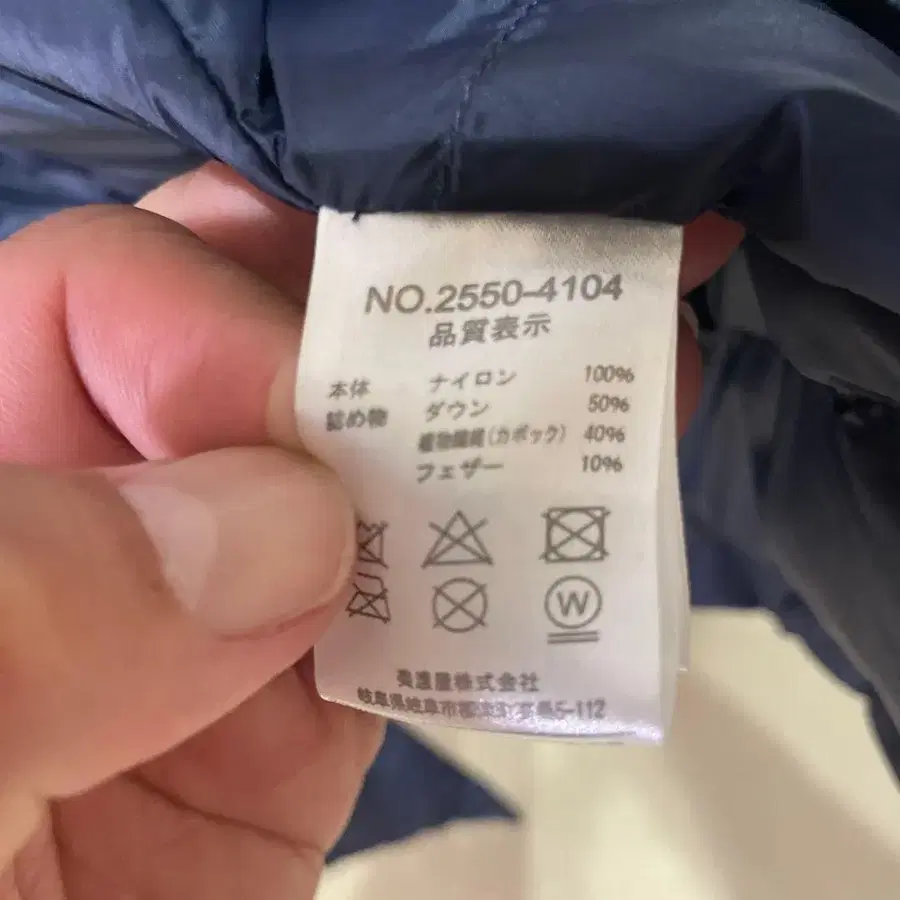 NO.2550-4104
品質表示
本体 ナイロン 100%
詰め物 ダウン 50%
植物繊維(カポック) 40%
フェザー 10%
W
株式会社
岐阜県岐阜市 5-112